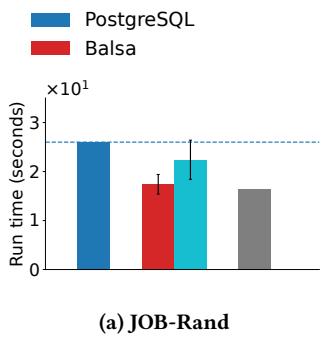 PostgreSQL
Balsa
×10¹
Run time (seconds)
3
2
1
0
(a) JOB-Rand